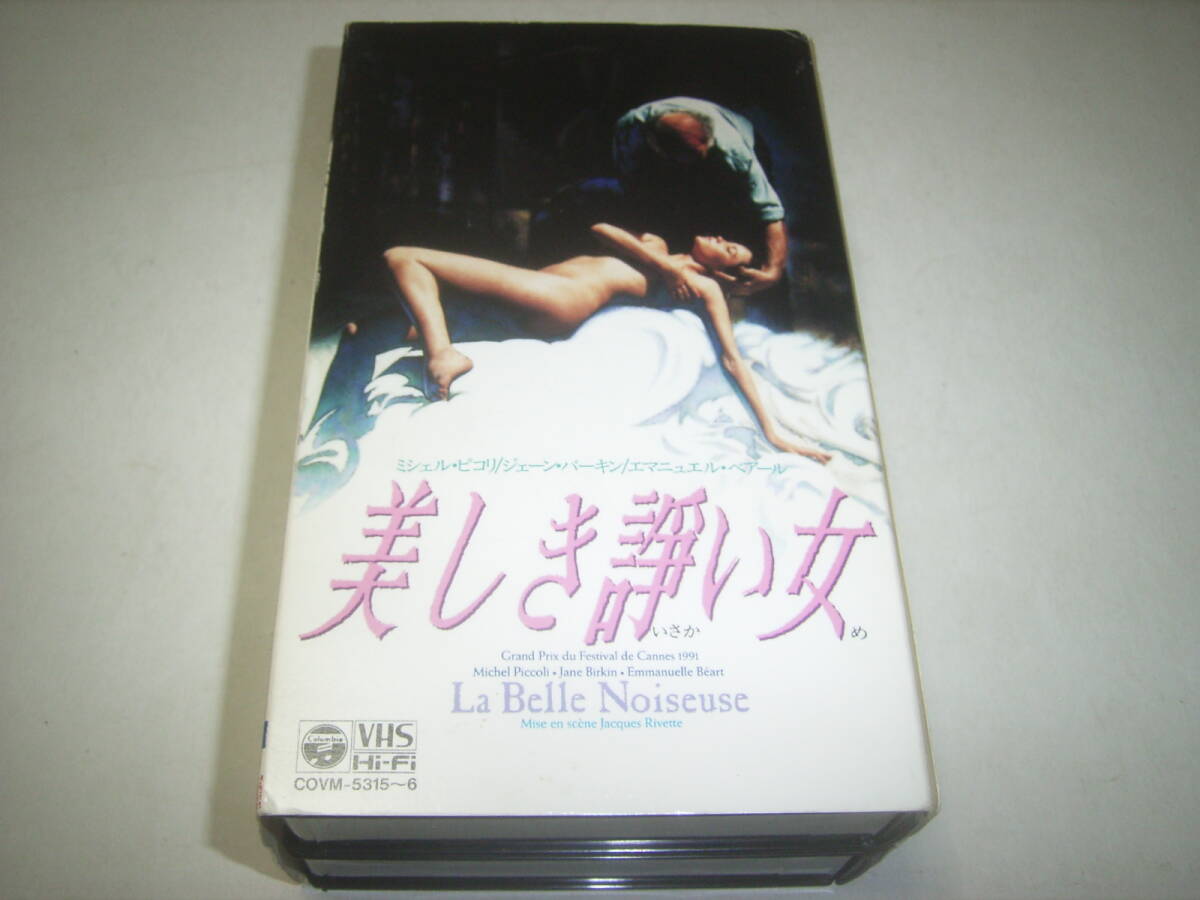 ミシェル・ピコリ/ジェーン・バーキン/エマニュエル・ベアール
美しき諍い女
いさか め
Grand Prix du Festival de Cannes 1991
Michel Piccoli • Jane Birkin • Emmanuelle Béart
La Belle Noiseuse
Mise en scène Jacques Rivette
Columbia VHS
Hi-Fi
COVM-5315～6